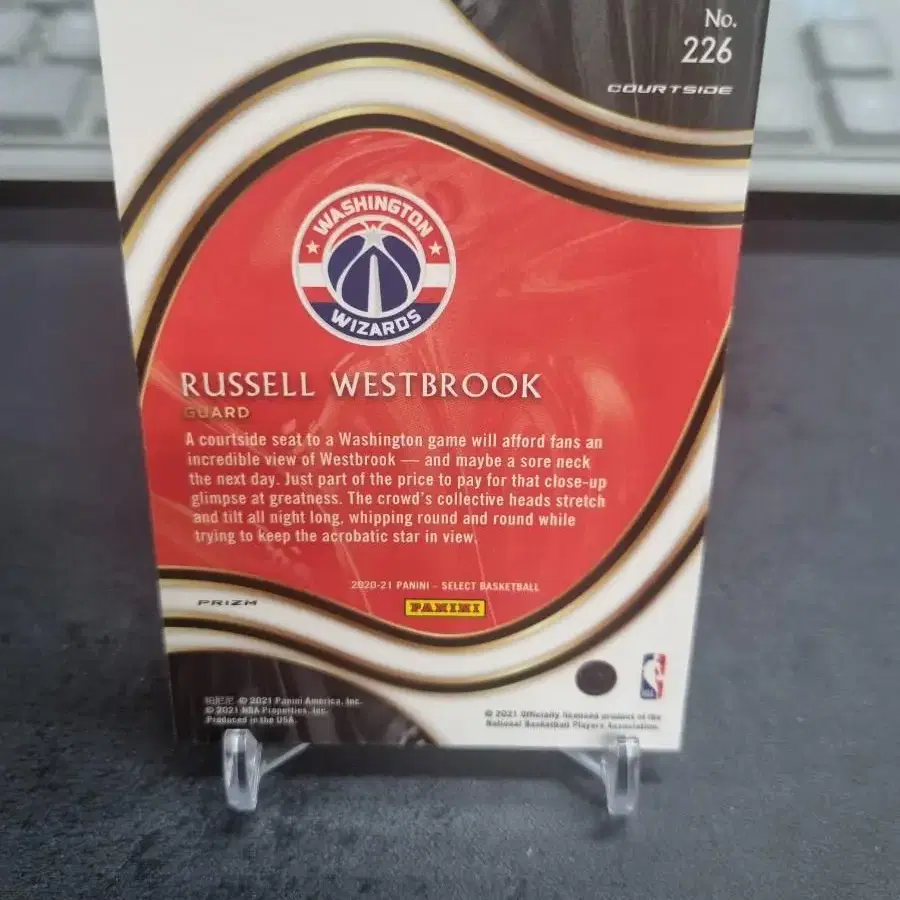 No.
226
COURTSIDE
WASHINGTON
WIZARDS
RUSSELL WESTBROOK
GUARD
A courtside seat to a Washington game will afford fans an
incredible view of Westbrook — and maybe a sore neck
the next day. Just part of the price to pay for that close-up
glimpse at greatness. The crowd's collective heads stretch
and tilt all night long, whipping round and round while
trying to keep the acrobatic star in view.
2020-21 PANINI - SELECT BASKETBALL
PANINI
PRIZM
帕尼尼 © 2021 Panini America, Inc.
© 2021 NBA Properties, Inc.
Produced in the USA.
© 2021 Officially licensed product of the
National Basketball Players Association.